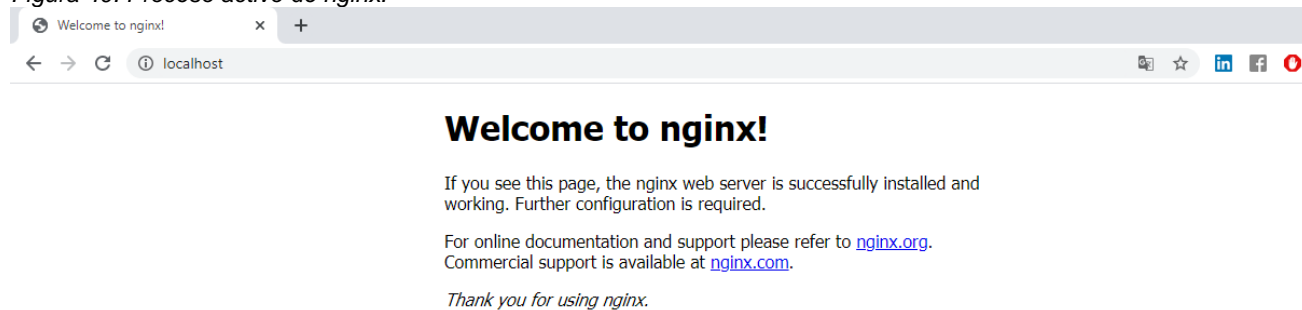 Figura Proceso activo de nginx.
Welcome to nginx!
localhost
in f
Welcome to nginx!
If you see this page, the nginx web server is successfully installed and
working. Further configuration is required.
For online documentation and support please refer to nginx.org.
Commercial support is available at nginx.com.
Thank you for using nginx.